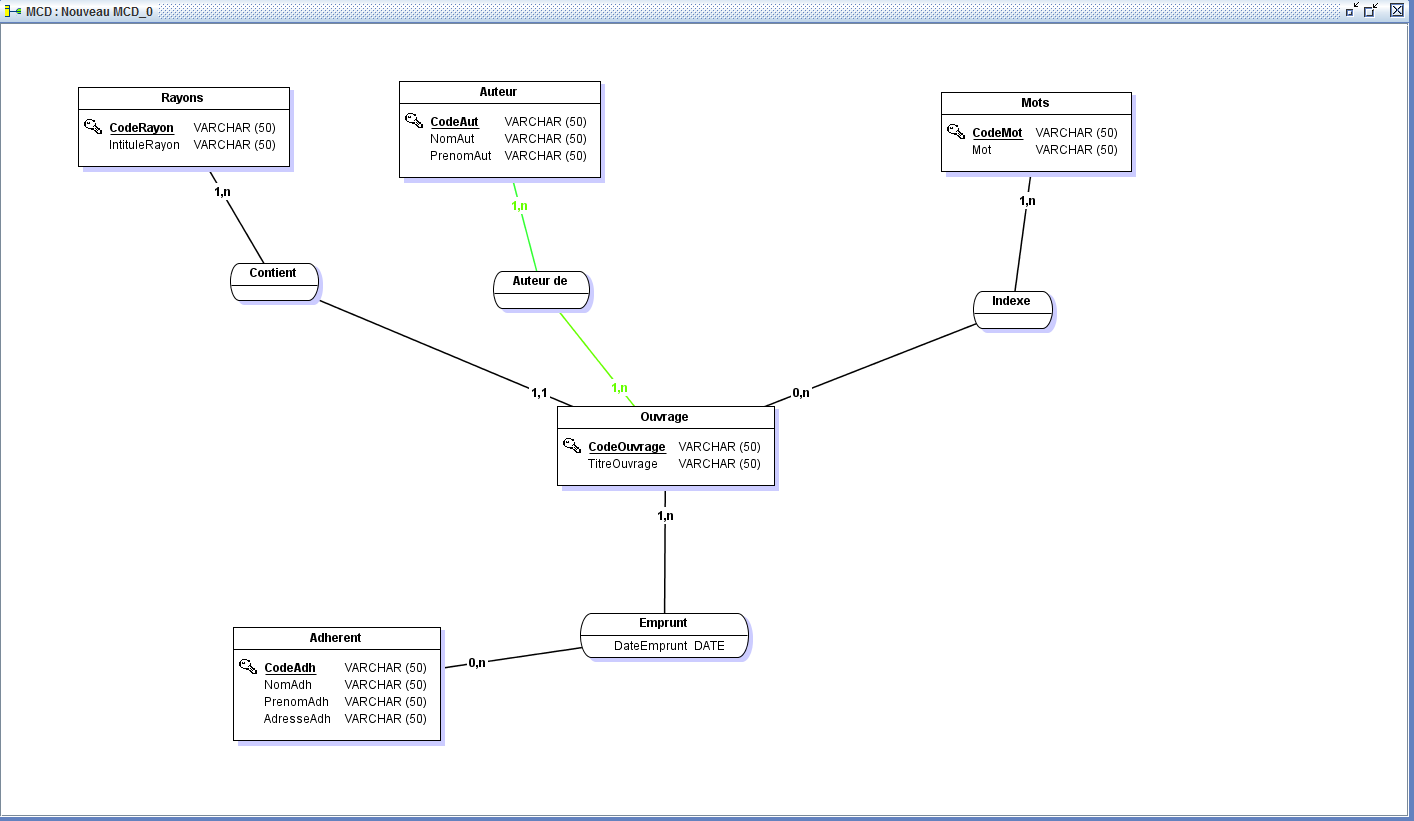 MCD : Nouveau MCD_0
Rayons
CodeRayon VARCHAR (50)
IntituleRayon VARCHAR (50)
Auteur
CodeAut VARCHAR (50)
NomAut VARCHAR (50)
PrenomAut VARCHAR (50)
Mots
CodeMot VARCHAR (50)
Mot VARCHAR (50)
1,n
1,n
1,n
Contient
Auteur de
Indexe
1,1
1,n
0,n
Ouvrage
CodeOuvrage VARCHAR (50)
TitreOuvrage VARCHAR (50)
1,n
Emprunt
DateEmprunt DATE
0,n
Adherent
CodeAdh VARCHAR (50)
NomAdh VARCHAR (50)
PrenomAdh VARCHAR (50)
AdresseAdh VARCHAR (50)